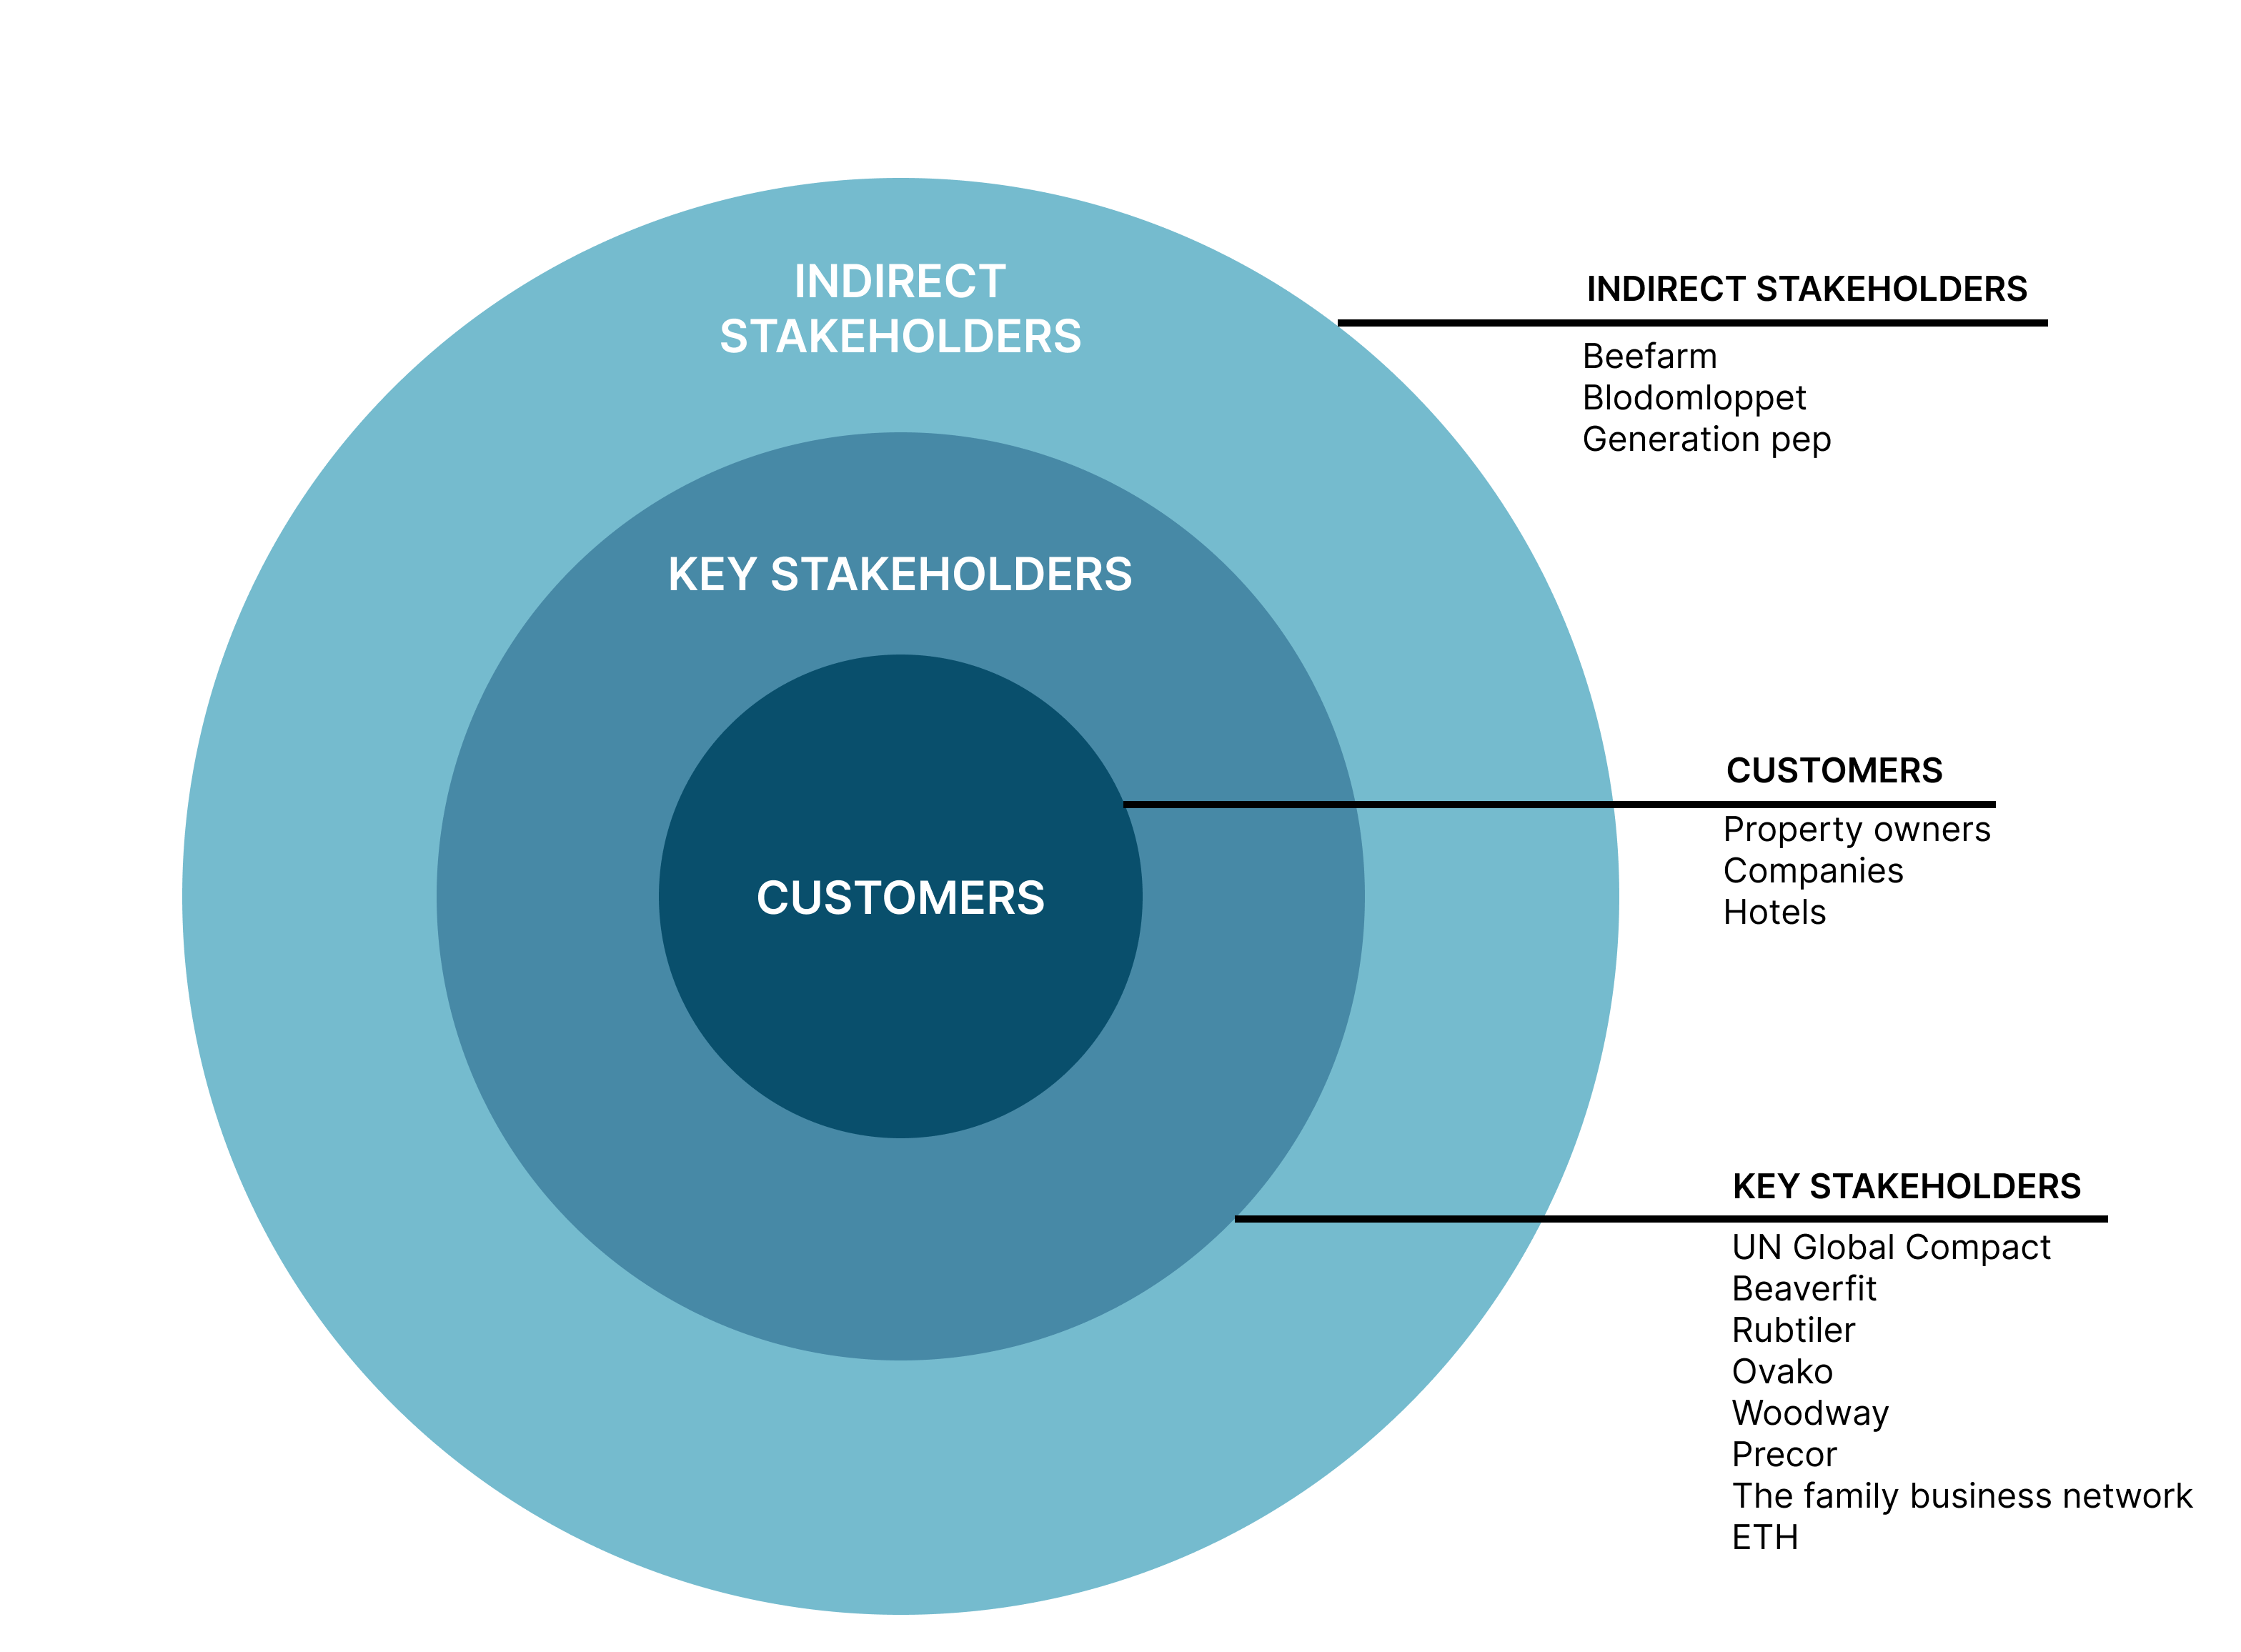 INDIRECT
STAKEHOLDERS
KEY STAKEHOLDERS
CUSTOMERS
INDIRECT STAKEHOLDERS
Beefarm
Blodomloppet
Generation pep
CUSTOMERS
Property owners
Companies
Hotels
KEY STAKEHOLDERS
UN Global Compact
Beaverfit
Rubtiler
Ovako
Woodway
Precor
The family business network
ETH